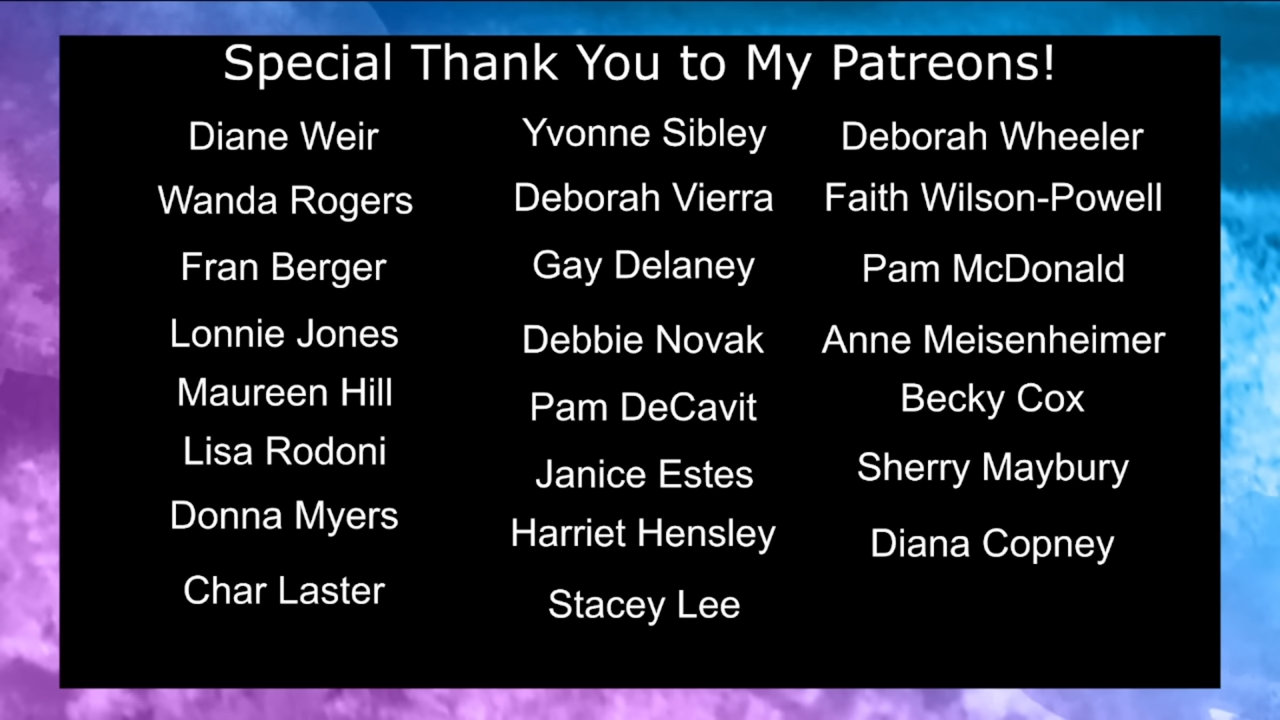 Special Thank You to My Patreons!
Diane Weir
Wanda Rogers
Fran Berger
Lonnie Jones
Maureen Hill
Lisa Rodoni
Donna Myers
Char Laster
Yvonne Sibley
Deborah Vierra
Gay Delaney
Debbie Novak
Pam DeCavit
Janice Estes
Harriet Hensley
Stacey Lee
Deborah Wheeler
Faith Wilson-Powell
Pam McDonald
Anne Meisenheimer
Becky Cox
Sherry Maybury
Diana Copney